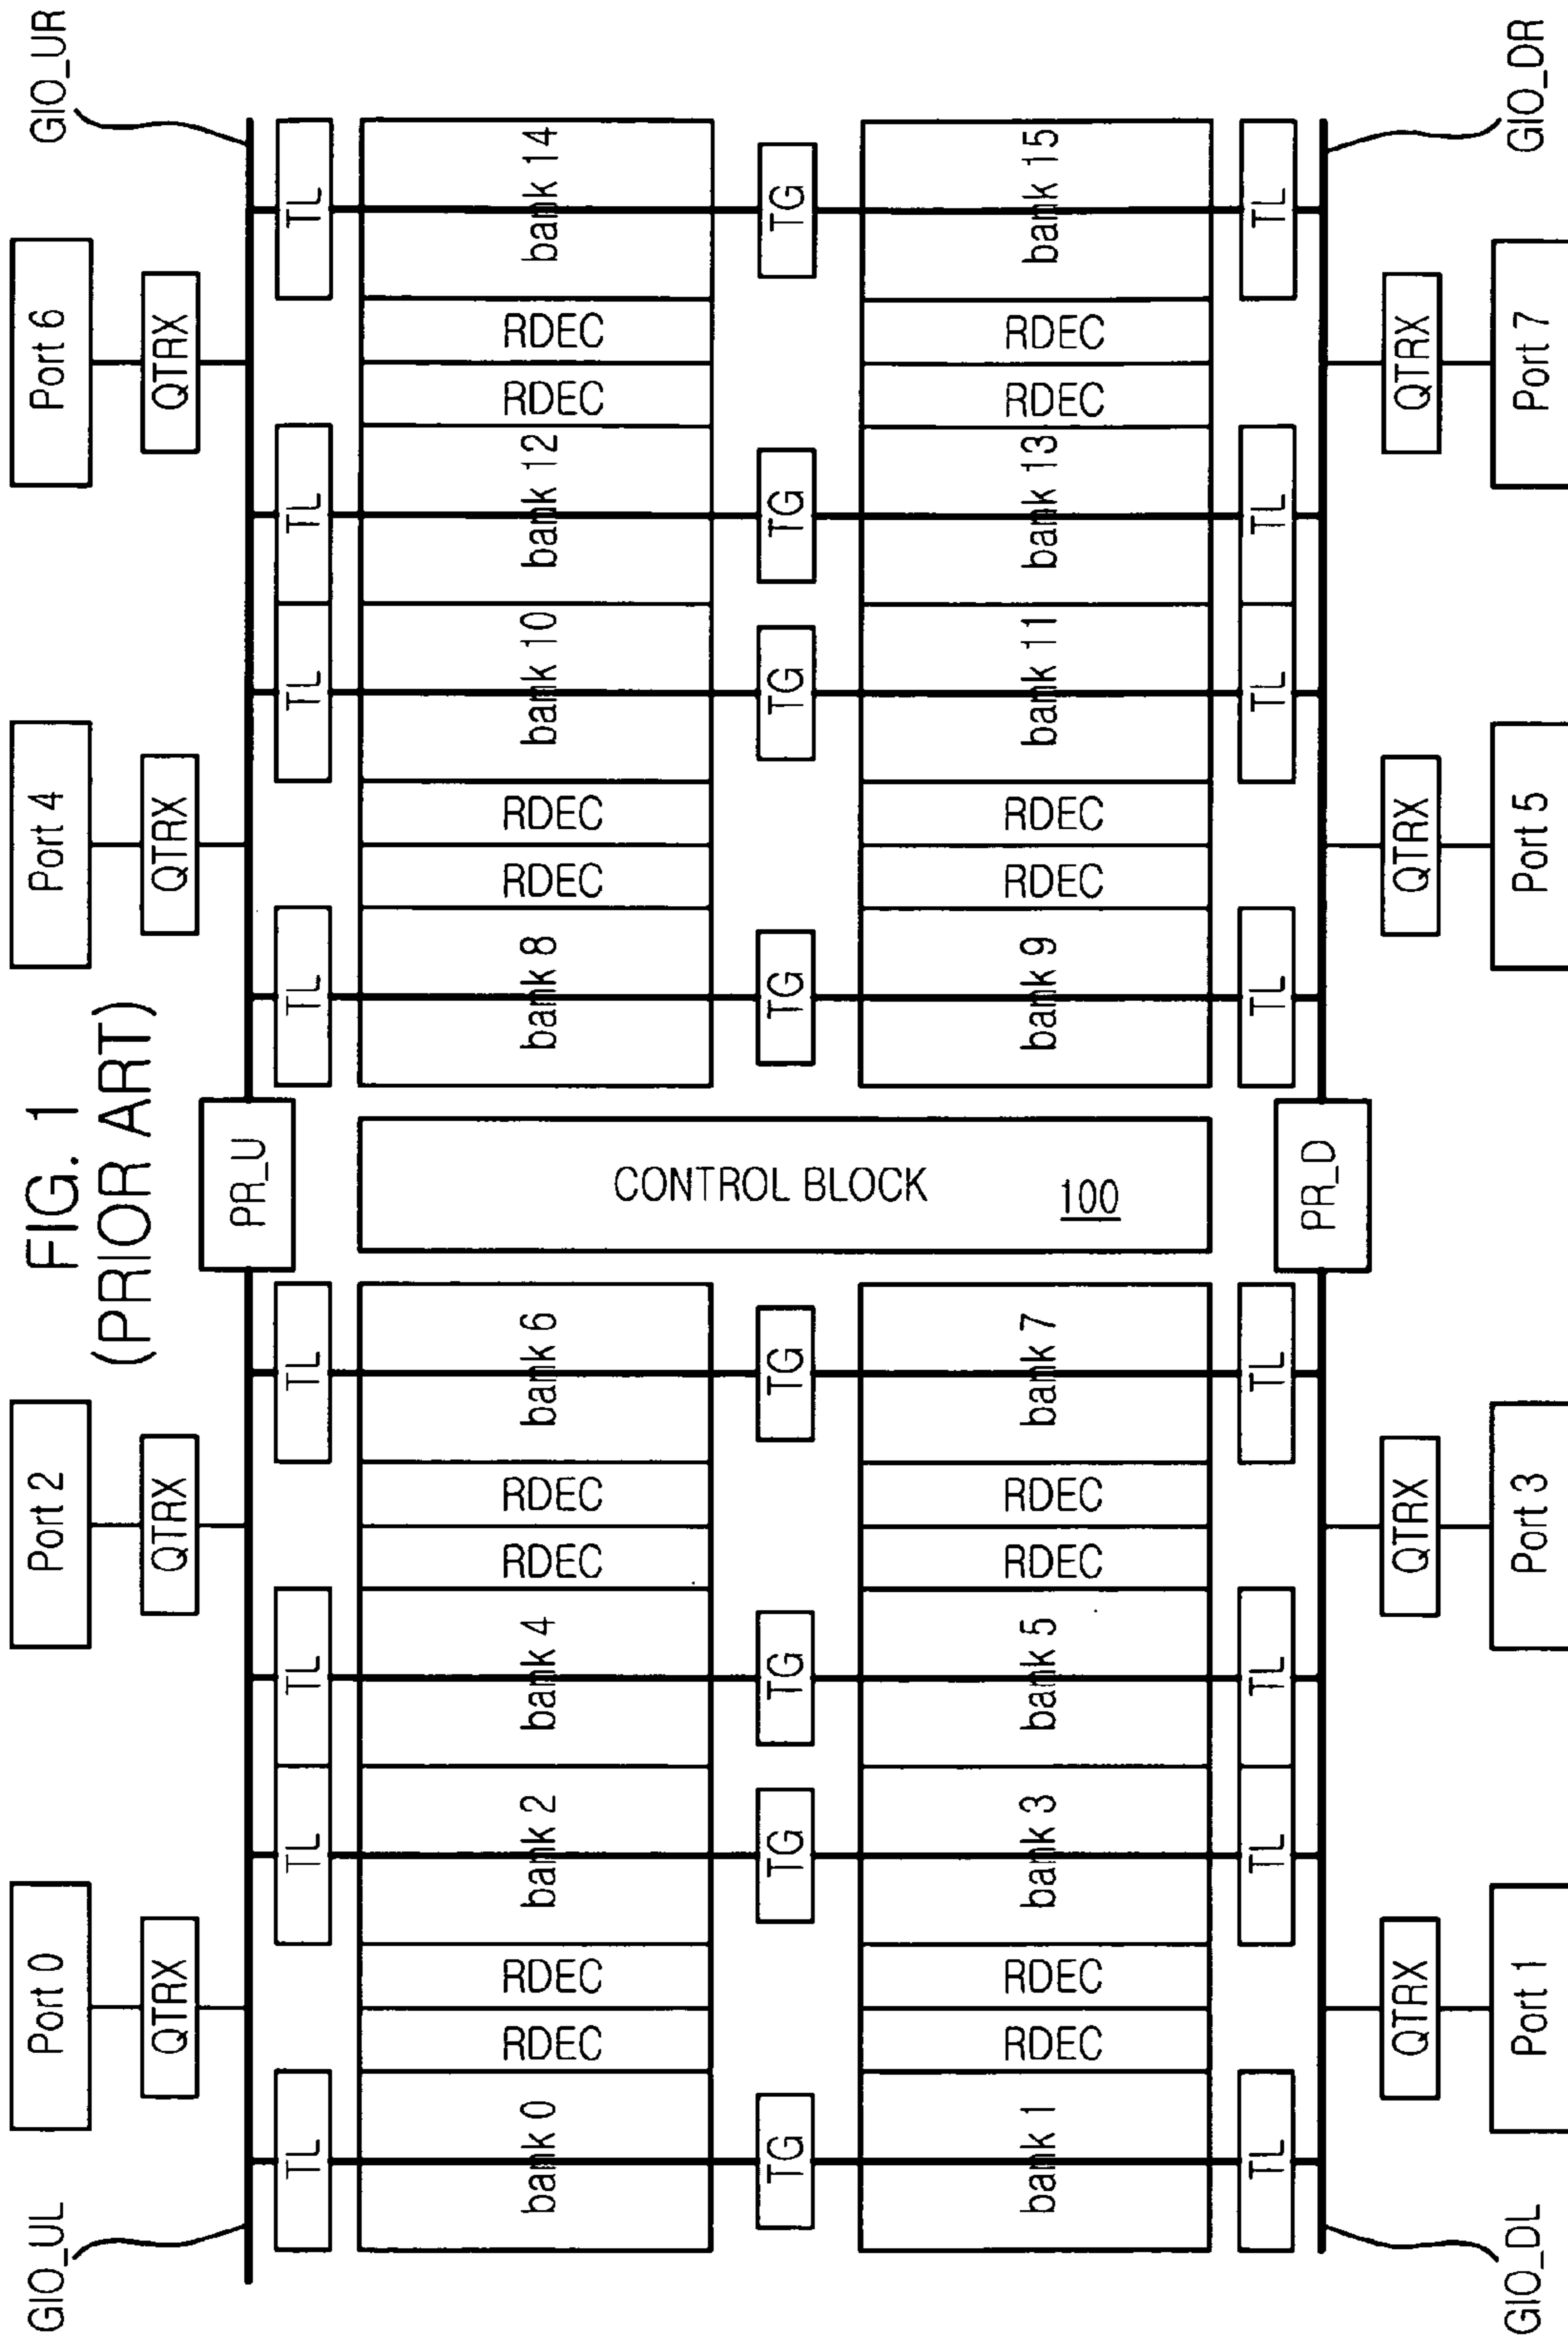 FIG. 1
(PRIOR ART)
GIO_UL
Port 0
Port 2
Port 4
Port 6
GIO_UR
QTRX
QTRX
QTRX
QTRX
PR_U
TL
TL
TL
TL
TL
TL
TL
TL
bank 0
RDEC
RDEC
bank 2
bank 4
RDEC
RDEC
bank 6
bank 8
RDEC
RDEC
bank 10
bank 12
RDEC
RDEC
bank 14
TG
TG
TG
TG
CONTROL BLOCK
100
TG
TG
TG
TG
bank 1
RDEC
RDEC
bank 3
bank 5
RDEC
RDEC
bank 7
bank 9
RDEC
RDEC
bank 11
bank 13
RDEC
RDEC
bank 15
TL
TL
TL
TL
TL
TL
TL
TL
PR_D
QTRX
QTRX
QTRX
QTRX
GIO_DL
Port 1
Port 3
Port 5
Port 7
GIO_DR